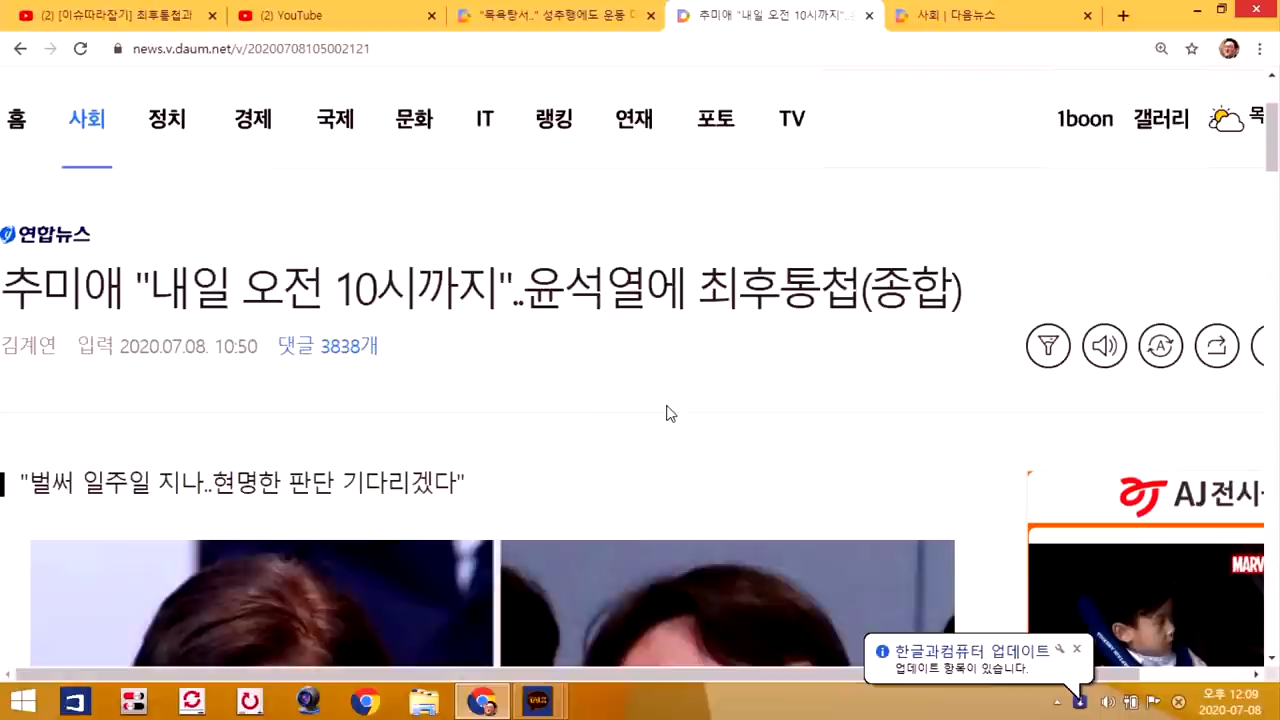 (2) [이슈따라잡기] 최후통첩과
(2) YouTube
"목욕탕서.." 성추행에도 운동 대
추미애 "내일 오전 10시까지"..
사회 | 다음뉴스
news.v.daum.net/v/20200708105002121
홈 사회 정치 경제 국제 문화 IT 랭킹 연재 포토 TV 1boon 갤러리
연합뉴스
추미애 "내일 오전 10시까지"..윤석열에 최후통첩(종합)
김계연 입력 2020.07.08. 10:50 댓글 3838개
"벌써 일주일 지나..현명한 판단 기다리겠다"
AJ전시
MARV
한글과컴퓨터 업데이트
업데이트 항목이 있습니다.
오후 12:09
2020-07-08